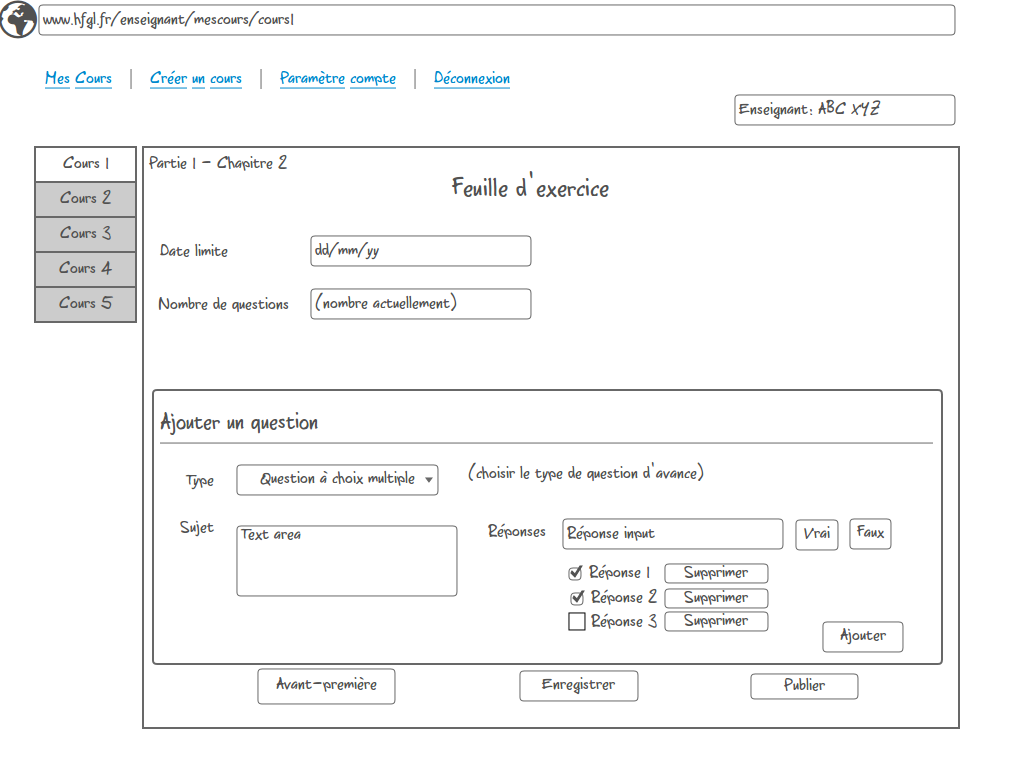 www.hfgl.fr/enseignant/mescours/cours1
Mes Cours | Créer un cours | Paramètre compte | Déconnexion
Enseignant: ABC XYZ
Cours 1
Cours 2
Cours 3
Cours 4
Cours 5
Partie 1 - Chapitre 2
Feuille d'exercice
Date limite dd/mm/yy
Nombre de questions (nombre actuellement)
Ajouter un question
Type Question à choix multiple (choisir le type de question d'avance)
Sujet Text area
Réponses Réponse input Vrai Faux
Réponse 1 Supprimer
Réponse 2 Supprimer
Réponse 3 Supprimer
Ajouter
Avant-première Enregistrer Publier